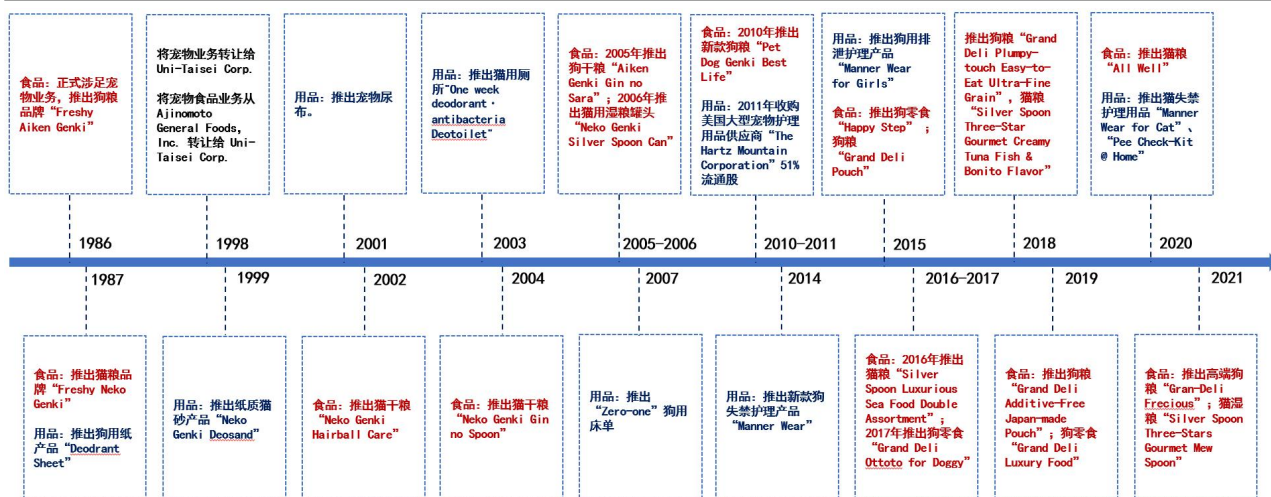 食品：正式涉足宠
物业务，推出狗粮
品牌“Freshy
Aiken Genki”
将宠物业务转让给
Uni-Taisei Corp.
将宠物食品业务从
Ajinomoto
General Foods,
Inc. 转让给 Uni-
Taisei Corp.
用品：推出宠物尿
布。
用品：推出猫用厕
所“One week
deodorant·
antibacteria
Deotoilet”
食品：2005年推出
狗干粮“Aiken
Genki Gin no
Sara”；2006年推
出猫用湿粮罐头
“Neko Genki
Silver Spoon Can”
食品：2010年推出
新款狗粮“Pet
Dog Genki Best
Life”
用品：2011年收购
美国大型宠物护理
用品供应商“The
Hartz Mountain
Corporation”51%
流通股
用品：推出狗用排
泄护理产品
“Manner Wear
for Girls”
食品：推出狗零食
“Happy Step”；
狗粮
“Grand Deli
Pouch”
推出狗粮“Grand
Deli Plumpy-
touch Easy-to-
Eat Ultra-Fine
Grain”，猫粮
“Silver Spoon
Three-Star
Gourmet Creamy
Tuna Fish &
Bonito Flavor”
食品：推出猫粮
“All Well”
用品：推出猫失禁
护理用品“Manner
Wear for Cat”、
“Pee Check-Kit
@ Home”
1986
1998
2001
2003
2005-2006
2010-2011
2015
2018
2020
1987
1999
2002
2004
2007
2014
2016-2017
2019
2021
食品：推出猫粮品
牌“Freshy Neko
Genki”
用品：推出狗用纸
产品“Deodrant
Sheet”
用品：推出纸质猫
砂产品“Neko
Genki Deosand”
食品：推出猫干粮
“Neko Genki
Hairball Care”
食品：推出猫干粮
“Neko Genki Gin
no Spoon”
用品：推出
“Zero-one”狗用
床单
用品：推出新款狗
失禁护理产品
“Manner Wear”
食品：2016年推出
猫粮“Silver
Spoon Luxurious
Sea Food Double
Assortment”；
2017年推出狗零食
“Grand Deli
Ottoto for Doggy”
食品：推出狗粮
“Grand Deli
Additive-Free
Japan-made
Pouch”；狗零食
“Grand Deli
Luxury Food”
食品：推出高端狗
粮“Gran-Deli
Frecious”；猫湿
粮“Silver Spoon
Three-Stars
Gourmet Mew
Spoon”